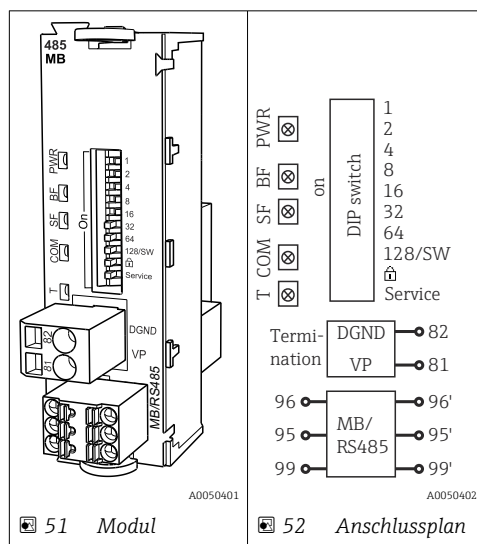 485
MB
PWR
BF
SF
COM
T
On
1
2
4
8
16
32
64
128/SW
Service
82
81
DGND
VP
MB/RS485
A0050401
51 Modul
PWR
BF
SF
COM
T
on
DIP switch
1
2
4
8
16
32
64
128/SW
Service
Termi-
nation
DGND
VP
82
81
96
95
99
MB/
RS485
96'
95'
99'
A0050402
52 Anschlussplan